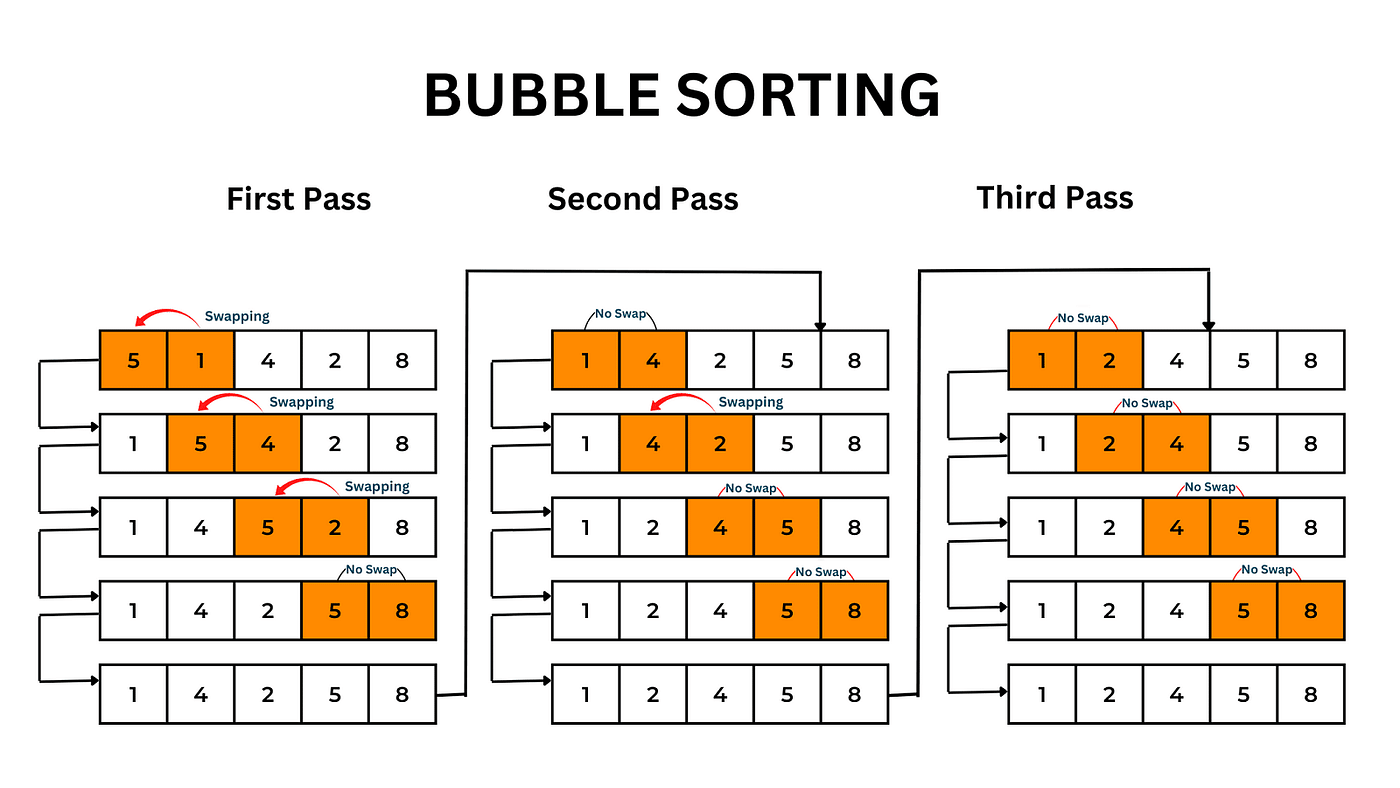 BUBBLE SORTING
First Pass
Swapping
5 1 4 2 8
Swapping
1 5 4 2 8
Swapping
1 4 5 2 8
No Swap
1 4 2 5 8
1 4 2 5 8
Second Pass
No Swap
1 4 2 5 8
Swapping
1 4 2 5 8
No Swap
1 2 4 5 8
No Swap
1 2 4 5 8
1 2 4 5 8
Third Pass
No Swap
1 2 4 5 8
No Swap
1 2 4 5 8
No Swap
1 2 4 5 8
No Swap
1 2 4 5 8
1 2 4 5 8